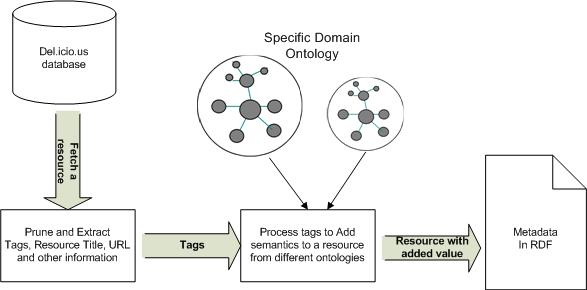 Del.icio.us
database
Specific Domain
Ontology
Fetch a
resource
Prune and Extract
Tags, Resource Title, URL
and other information
Tags
Process tags to Add
semantics to a resource
from different ontologies
Resource with
added value
Metadata
In RDF